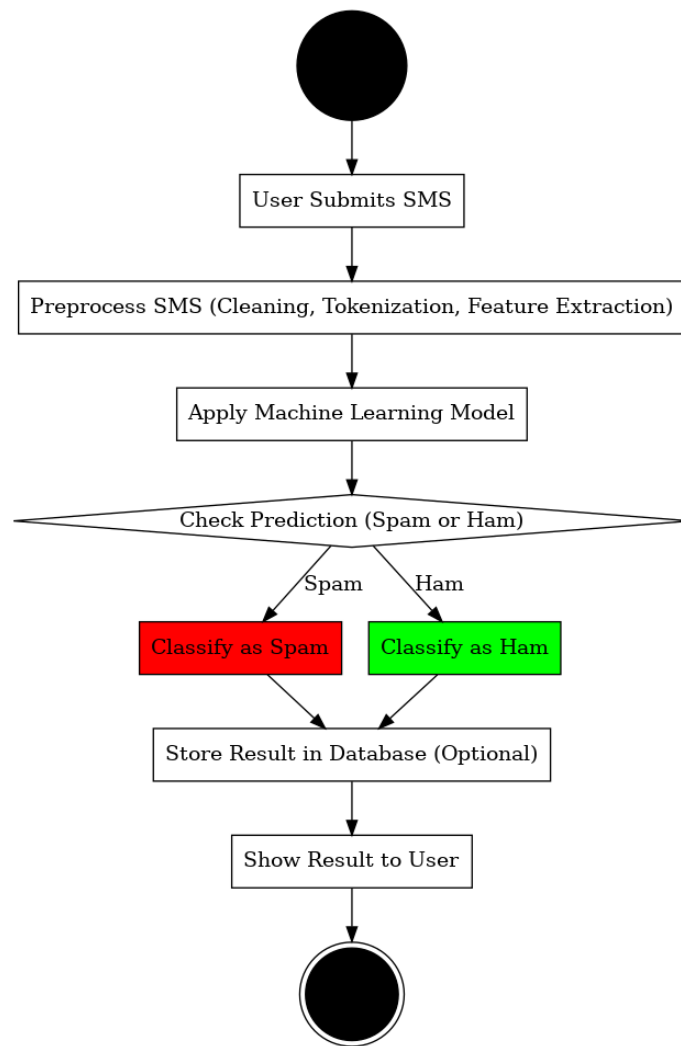 User Submits SMS
Preprocess SMS (Cleaning, Tokenization, Feature Extraction)
Apply Machine Learning Model
Check Prediction (Spam or Ham)
Spam
Ham
Classify as Spam
Classify as Ham
Store Result in Database (Optional)
Show Result to User